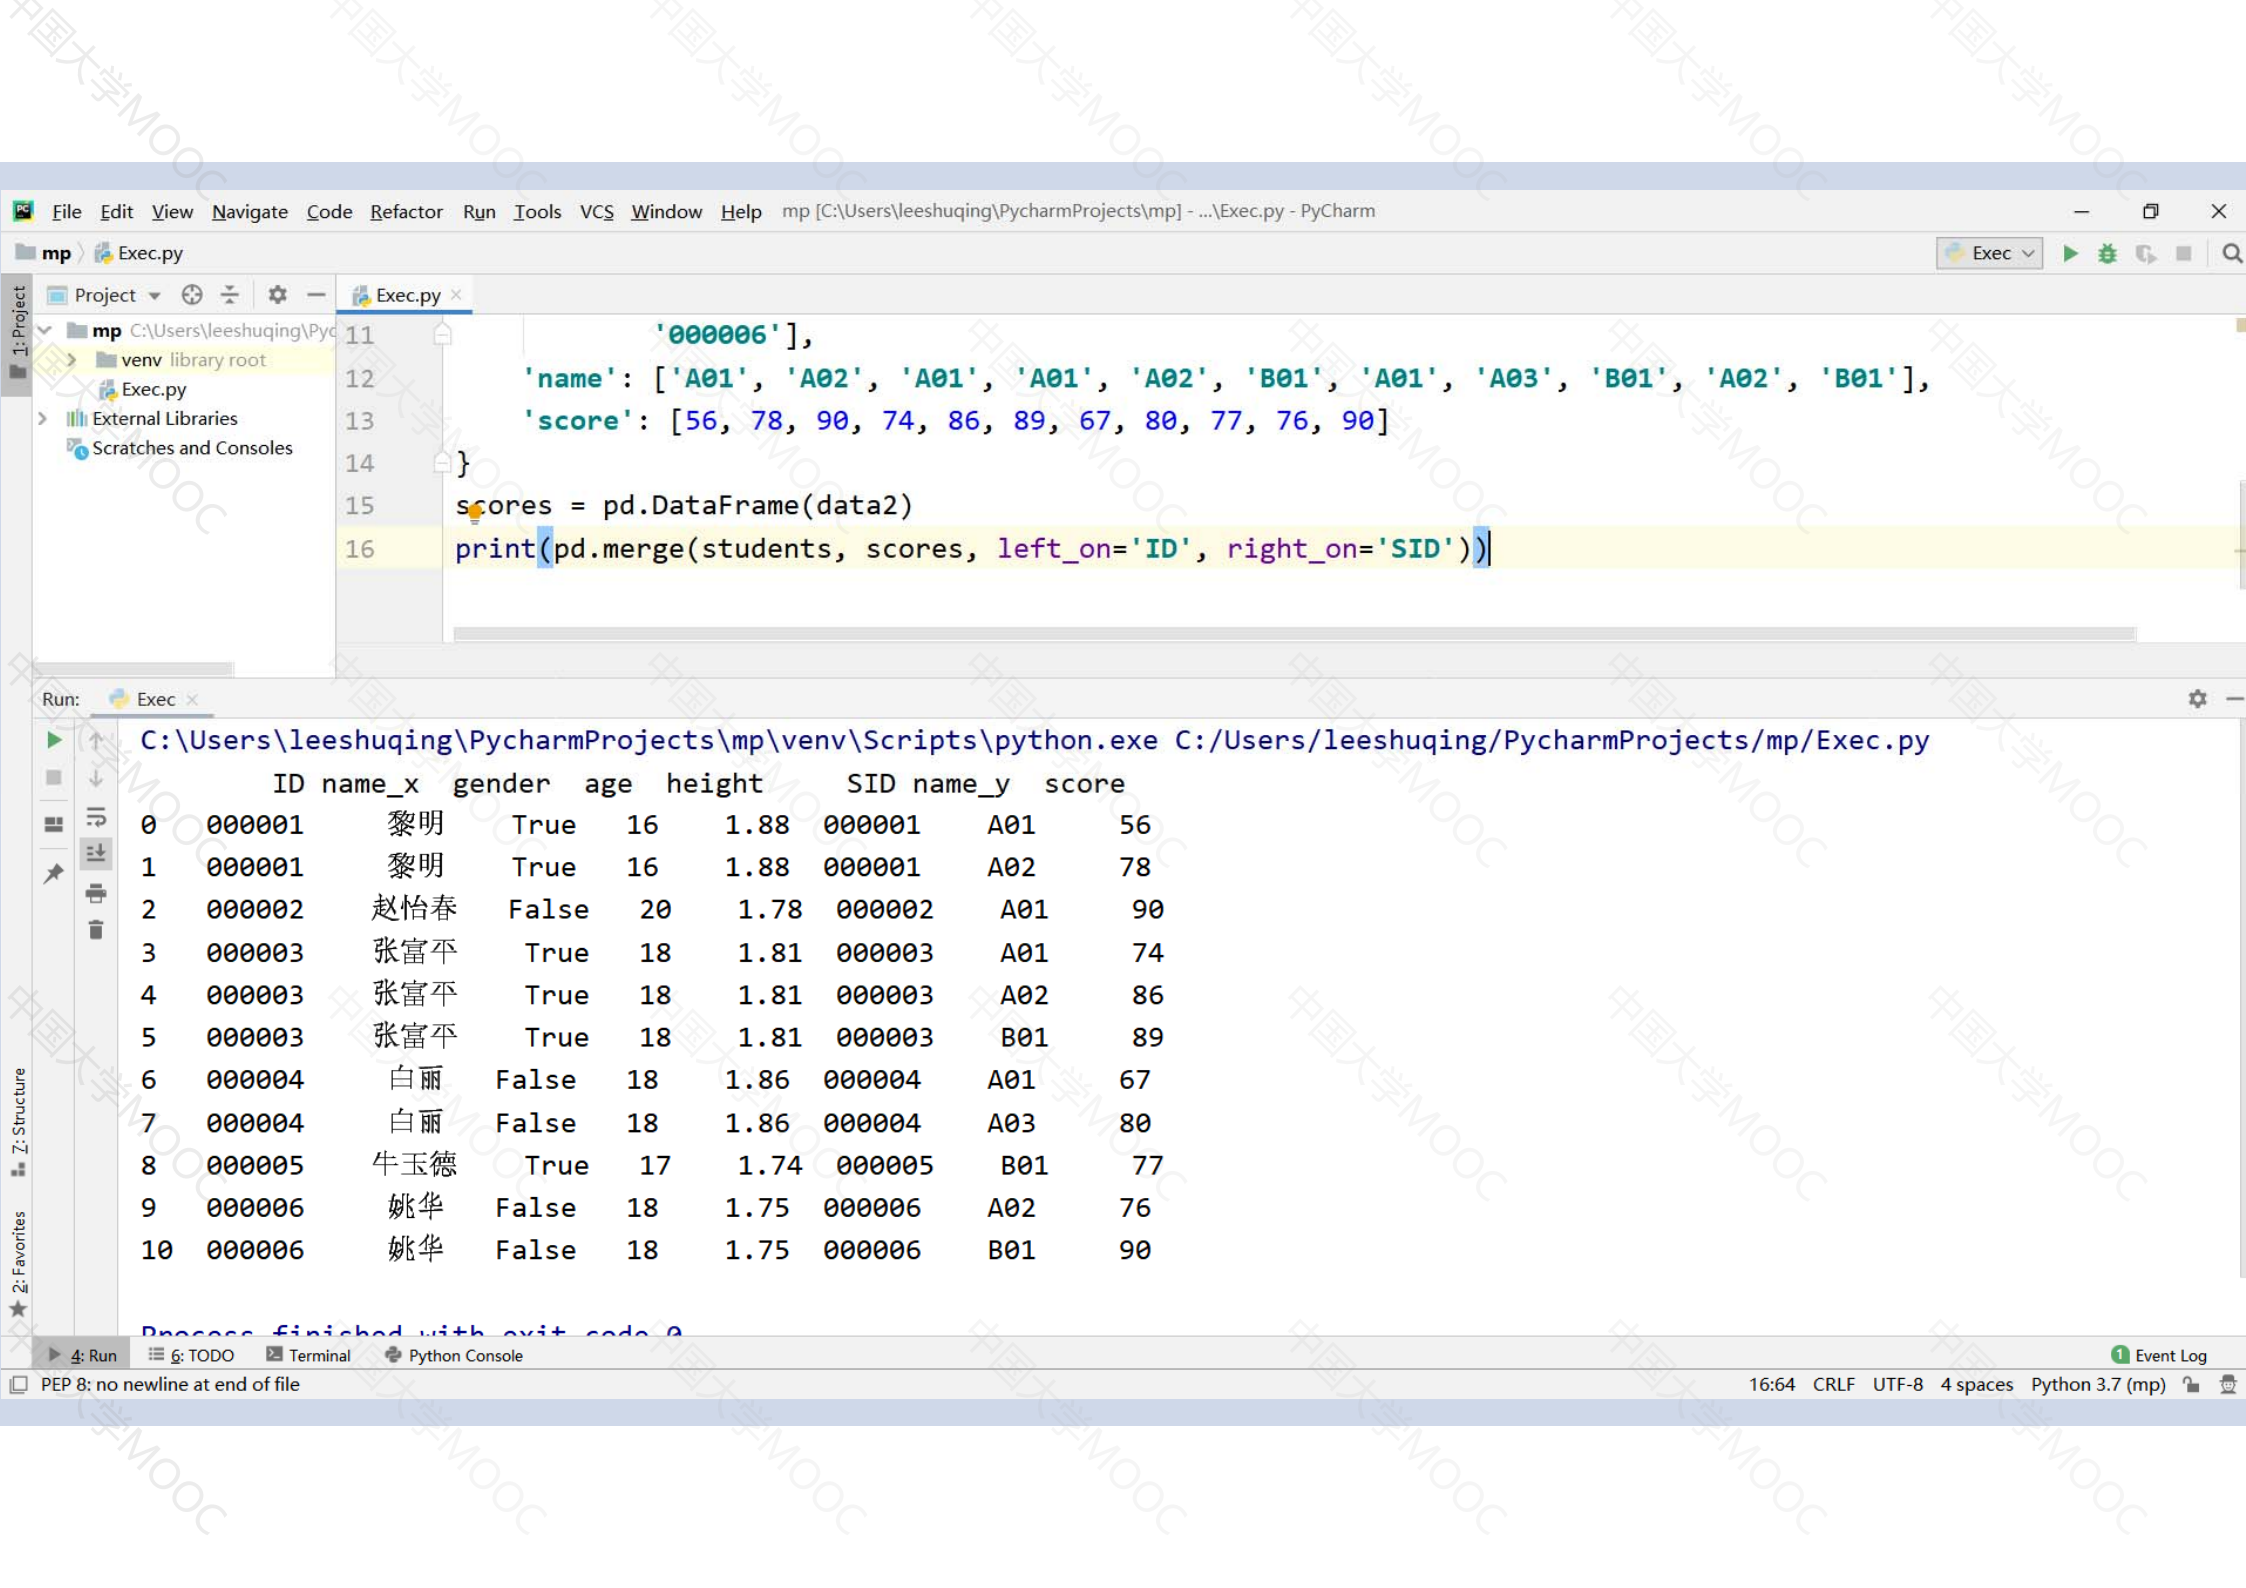 File Edit View Navigate Code Refactor Run Tools VCS Window Help mp [C:\Users\leeshuqing\PycharmProjects\mp] - ...\Exec.py - PyCharm
mp Exec.py Exec
1: Project
Project Exec.py
mp C:\Users\leeshuqing\Pyc
venv library root
Exec.py
External Libraries
Scratches and Consoles
11 '000006'],
12 'name': ['A01', 'A02', 'A01', 'A01', 'A02', 'B01', 'A01', 'A03', 'B01', 'A02', 'B01'],
13 'score': [56, 78, 90, 74, 86, 89, 67, 80, 77, 76, 90]
14 }
15 scores = pd.DataFrame(data2)
16 print(pd.merge(students, scores, left_on='ID', right_on='SID'))
Run: Exec
C:\Users\leeshuqing\PycharmProjects\mp\venv\Scripts\python.exe C:/Users/leeshuqing/PycharmProjects/mp/Exec.py
ID name_x gender age height SID name_y score
0 000001 黎明 True 16 1.88 000001 A01 56
1 000001 黎明 True 16 1.88 000001 A02 78
2 000002 赵怡春 False 20 1.78 000002 A01 90
3 000003 张富平 True 18 1.81 000003 A01 74
4 000003 张富平 True 18 1.81 000003 A02 86
5 000003 张富平 True 18 1.81 000003 B01 89
6 000004 白丽 False 18 1.86 000004 A01 67
7 000004 白丽 False 18 1.86 000004 A03 80
8 000005 牛玉德 True 17 1.74 000005 B01 77
9 000006 姚华 False 18 1.75 000006 A02 76
10 000006 姚华 False 18 1.75 000006 B01 90
Process finished with exit code 0
Z: Structure
2: Favorites
4: Run 6: TODO Terminal Python Console 1 Event Log
PEP 8: no newline at end of file 16:64 CRLF UTF-8 4 spaces Python 3.7 (mp)
中国大学MOOC